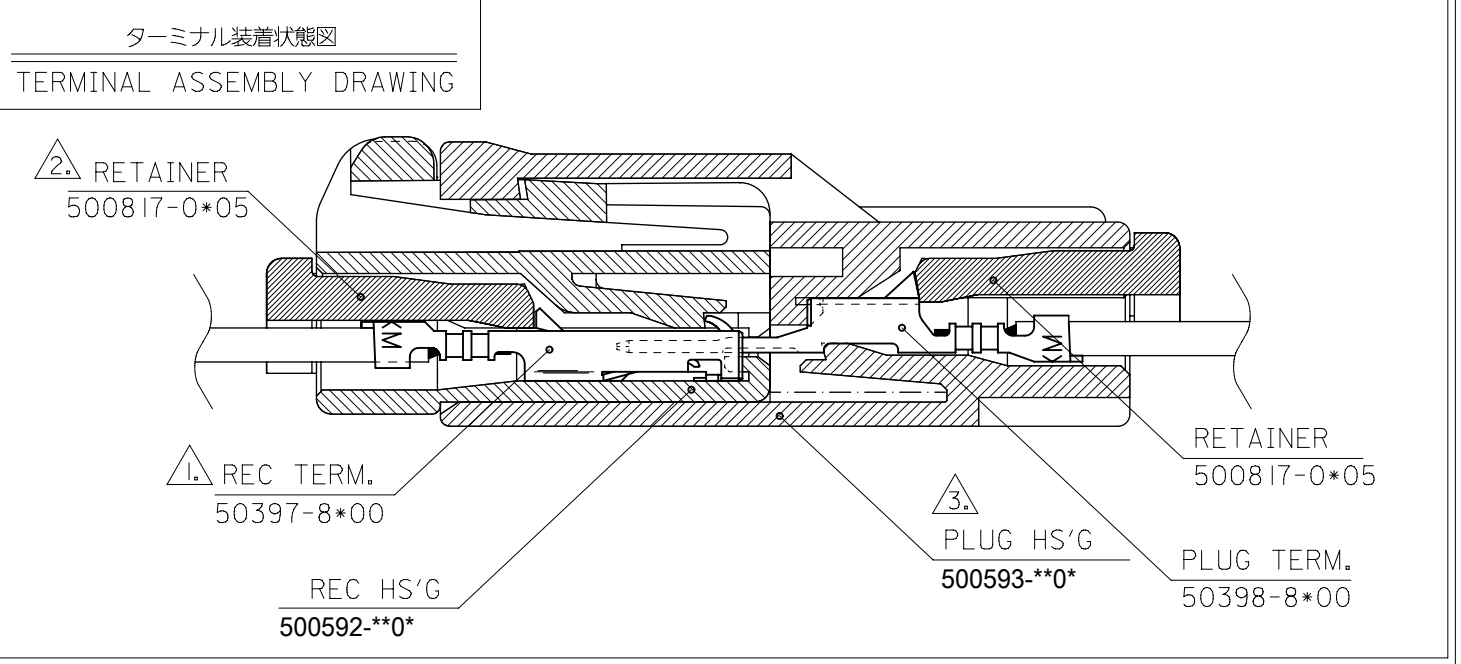 ターミナル装着状態図
TERMINAL ASSEMBLY DRAWING
2. RETAINER
500817-0*05
KM
KM
1. REC TERM.
50397-8*00
REC HS'G
500592-**0*
3.
PLUG HS'G
500593-**0*
RETAINER
500817-0*05
PLUG TERM.
50398-8*00